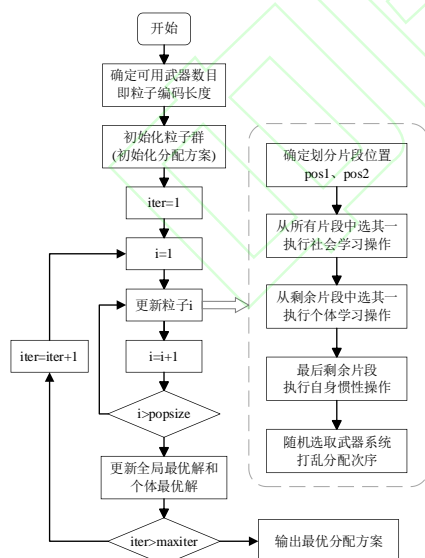 开始
确定可用武器数目
即粒子编码长度
初始化粒子群
(初始化分配方案)
iter=1
i=1
更新粒子i
i=i+1
iter=iter+1
i>popsize
更新全局最优解和
个体最优解
iter>maxiter
输出最优分配方案
确定划分片段位置
pos1、pos2
从所有片段中选其一
执行社会学习操作
从剩余片段中选其一
执行个体学习操作
最后剩余片段
执行自身惯性操作
随机选取武器系统
打乱分配次序